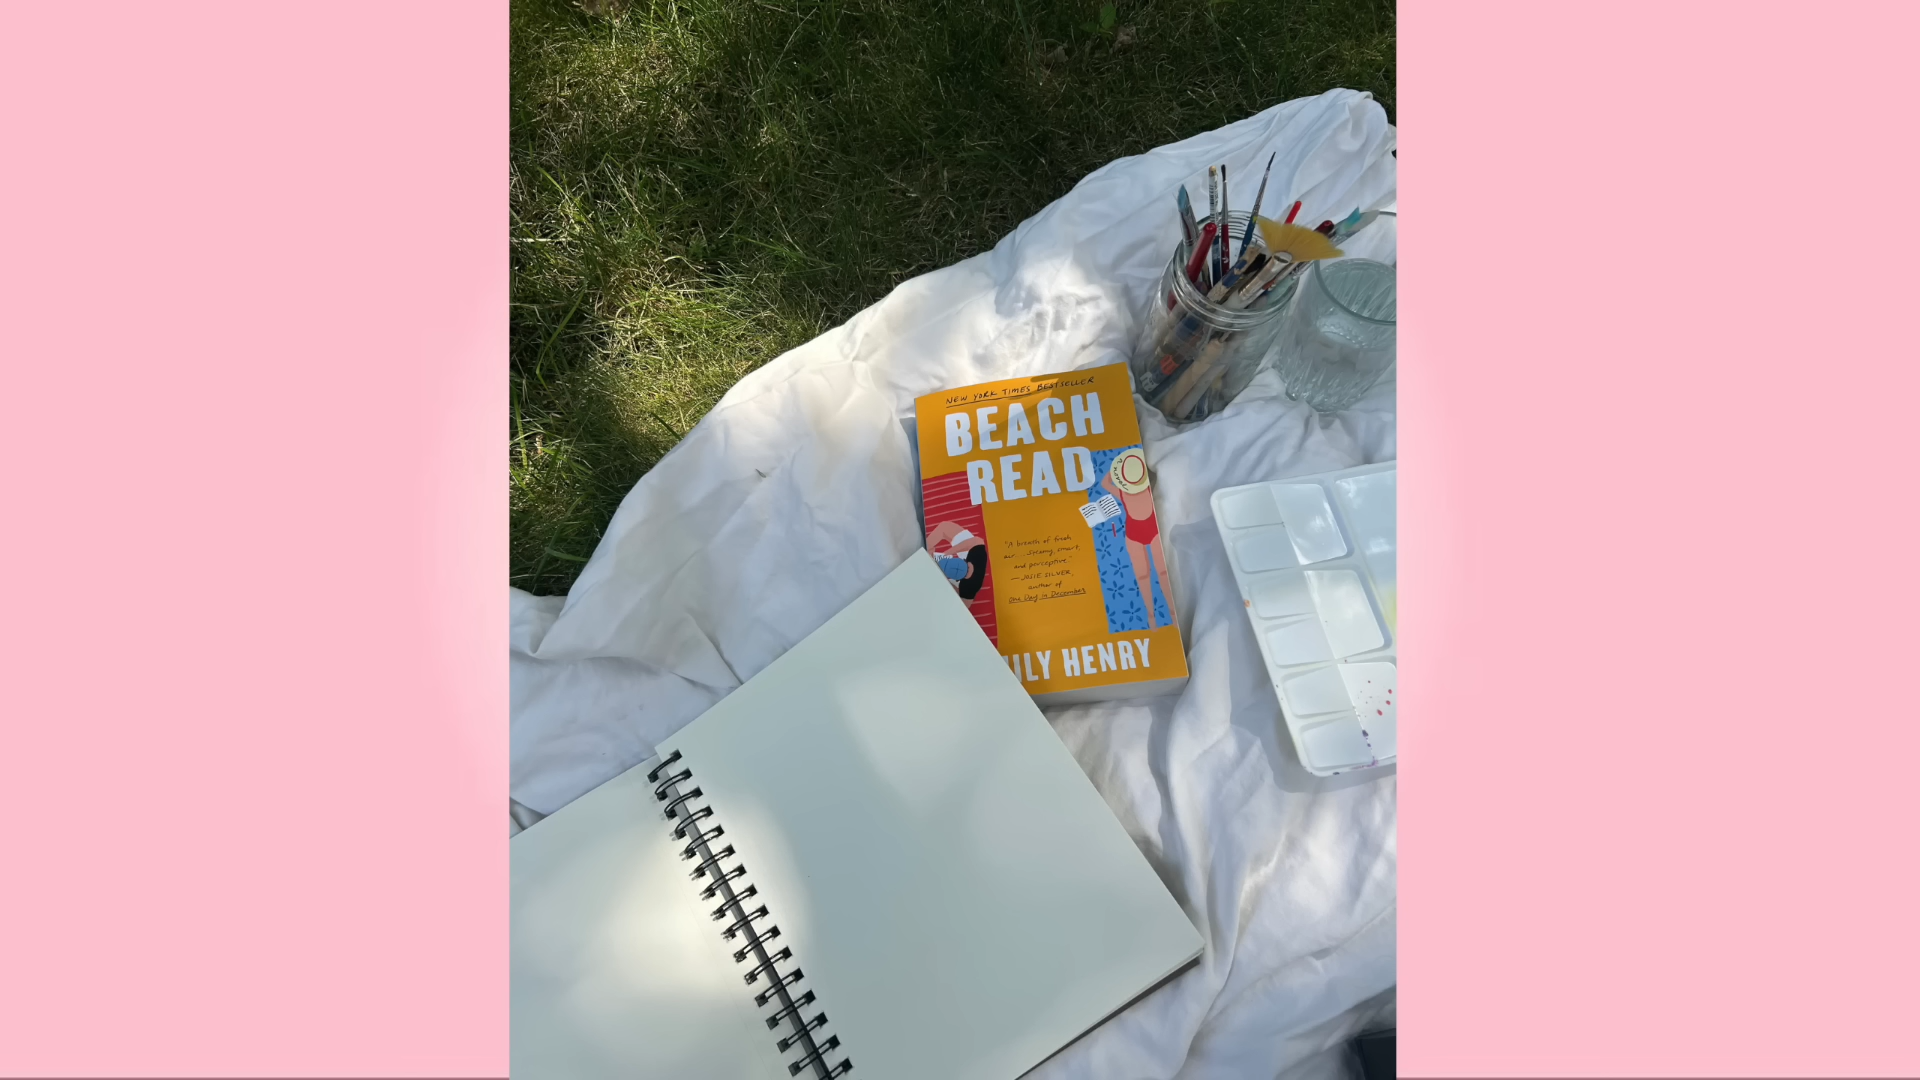 NEW YORK TIMES BESTSELLER
BEACH
READ
"A breath of fresh
air.... Steamy, smart,
and perceptive."
—JOSIE SILVER,
author of
One Day in December
ILY HENRY